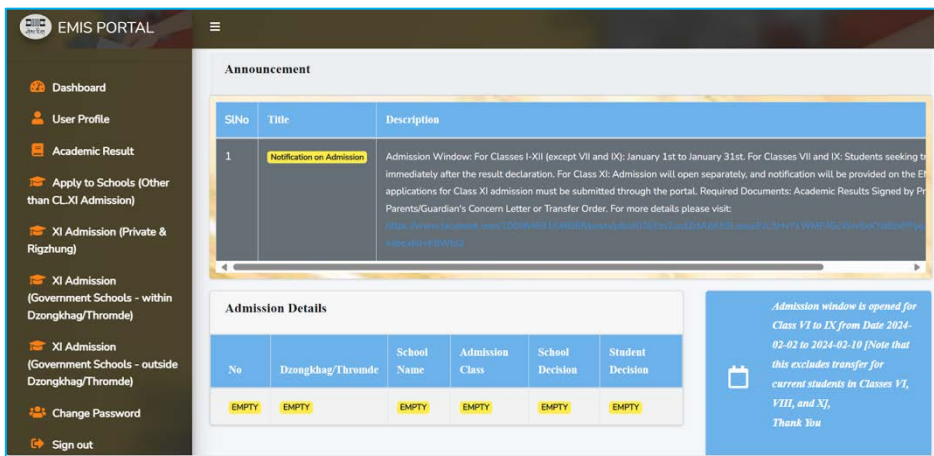 EMIS PORTAL
Dashboard
User Profile
Academic Result
Apply to Schools (Other
than CL.XI Admission)
XI Admission (Private &
Rigzhung)
XI Admission
(Government Schools - within
Dzongkhag/Thromde)
XI Admission
(Government Schools - outside
Dzongkhag/Thromde)
Change Password
Sign out
Announcement
SlNo Title Description
1 Notification on Admission Admission Window: For Classes I-XII (except VII and IX): January 1st to January 31st. For Classes VII and IX: Students seeking
immediately after the result declaration. For Class XI: Admission will open separately, and notification will be provided on the
applications for Class XI admission must be submitted through the portal. Required Documents: Academic Results Signed by
Parents/Guardian's Concern Letter or Transfer Order. For more details please visit:
Admission Details
No Dzongkhag/Thromde School Name Admission Class School Decision Student Decision
EMPTY EMPTY EMPTY EMPTY EMPTY EMPTY
Admission window is opened for
Class VI to IX from Date 2024-
02-02 to 2024-02-10 [Note that
this excludes transfer for
current students in Classes VI,
VIII, and X],
Thank You